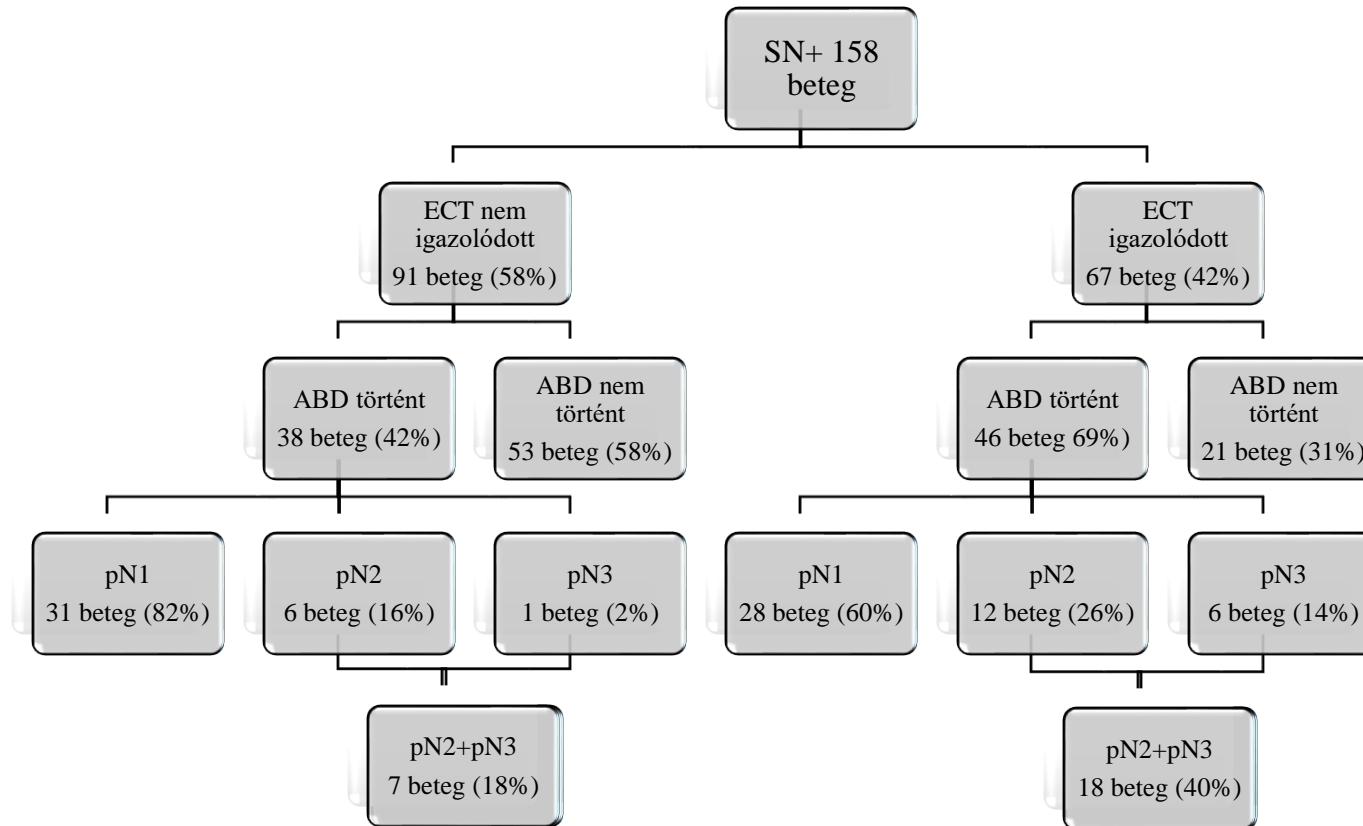 SN+ 158
beteg
ECT nem
igazolódott
91 beteg (58%)
ECT
igazolódott
67 beteg (42%)
ABD történt
38 beteg (42%)
ABD nem
történt
53 beteg (58%)
ABD történt
46 beteg 69%)
ABD nem
történt
21 beteg (31%)
pN1
31 beteg (82%)
pN2
6 beteg (16%)
pN3
1 beteg (2%)
pN1
28 beteg (60%)
pN2
12 beteg (26%)
pN3
6 beteg (14%)
pN2+pN3
7 beteg (18%)
pN2+pN3
18 beteg (40%)